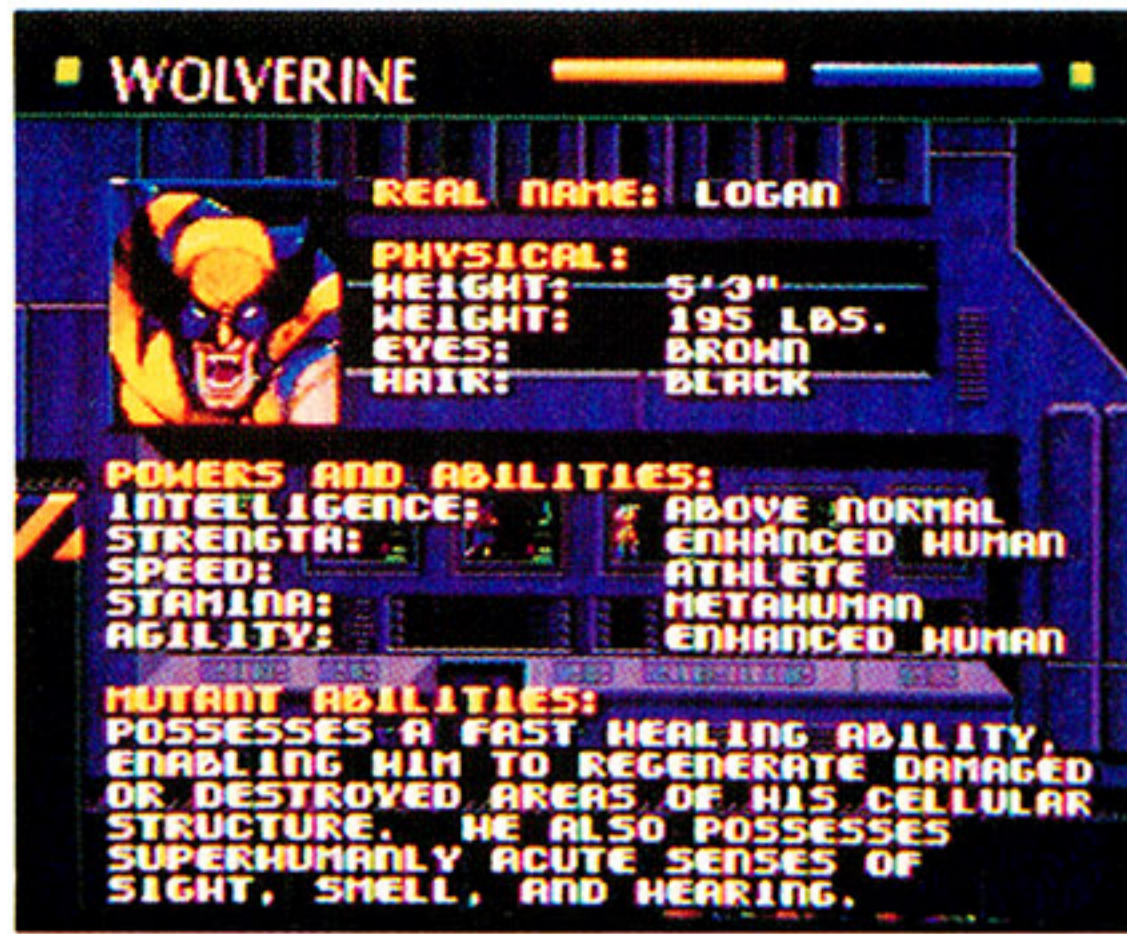 WOLVERINE
REAL NAME: LOGAN
PHYSICAL:
HEIGHT: 5'3"
WEIGHT: 195 LBS.
EYES: BROWN
HAIR: BLACK
POWERS AND ABILITIES:
INTELLIGENCE: ABOVE NORMAL
STRENGTH: ENHANCED HUMAN
SPEED: ATHLETE
STAMINA: METAHUMAN
AGILITY: ENHANCED HUMAN
MUTANT ABILITIES:
POSSESSES A FAST HEALING ABILITY,
ENABLING HIM TO REGENERATE DAMAGED
OR DESTROYED AREAS OF HIS CELLULAR
STRUCTURE. HE ALSO POSSESSES
SUPERHUMANLY ACUTE SENSES OF
SIGHT, SMELL, AND HEARING.